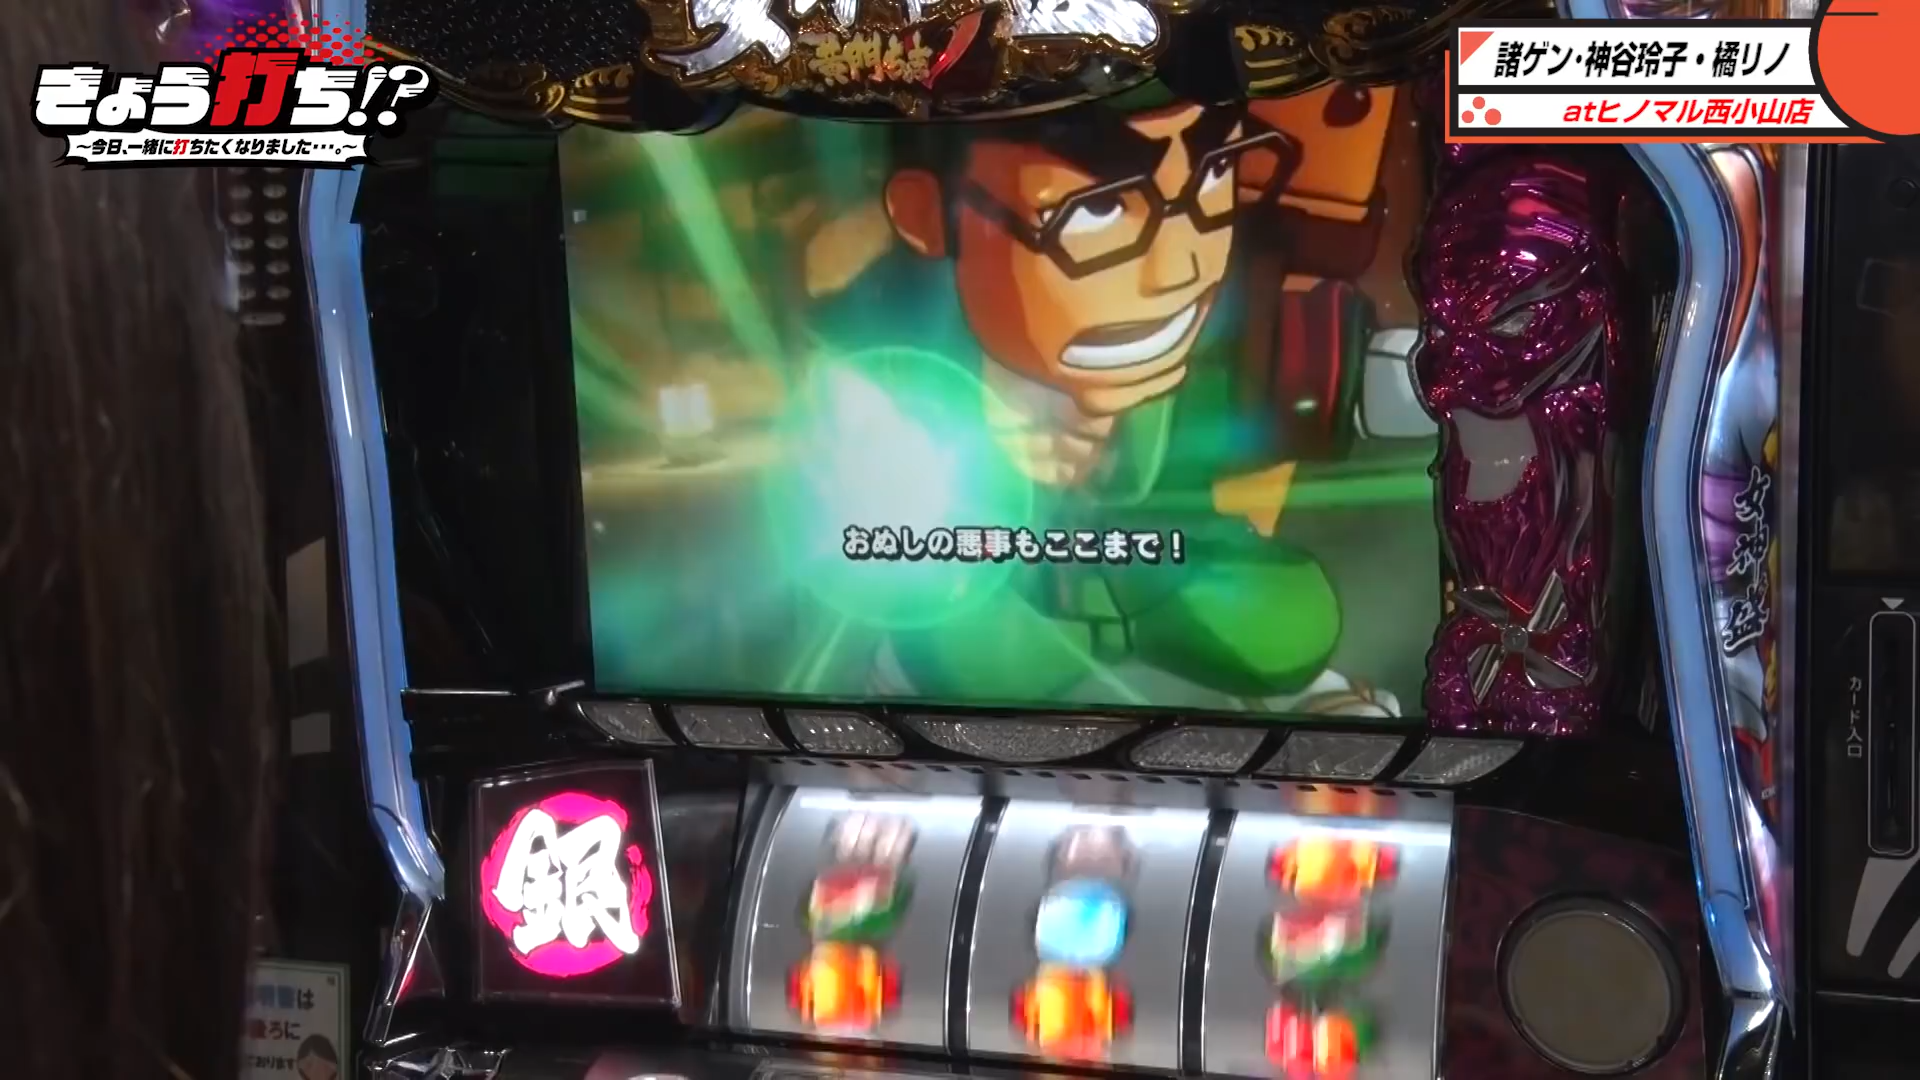 きょう打ち!?
～今日、一緒に打ちたくなりました・・・。～
諸ゲン・神谷玲子・橘リノ
atヒノマル西小山店
おぬしの悪事もここまで！
女神盛
カード入口
銀